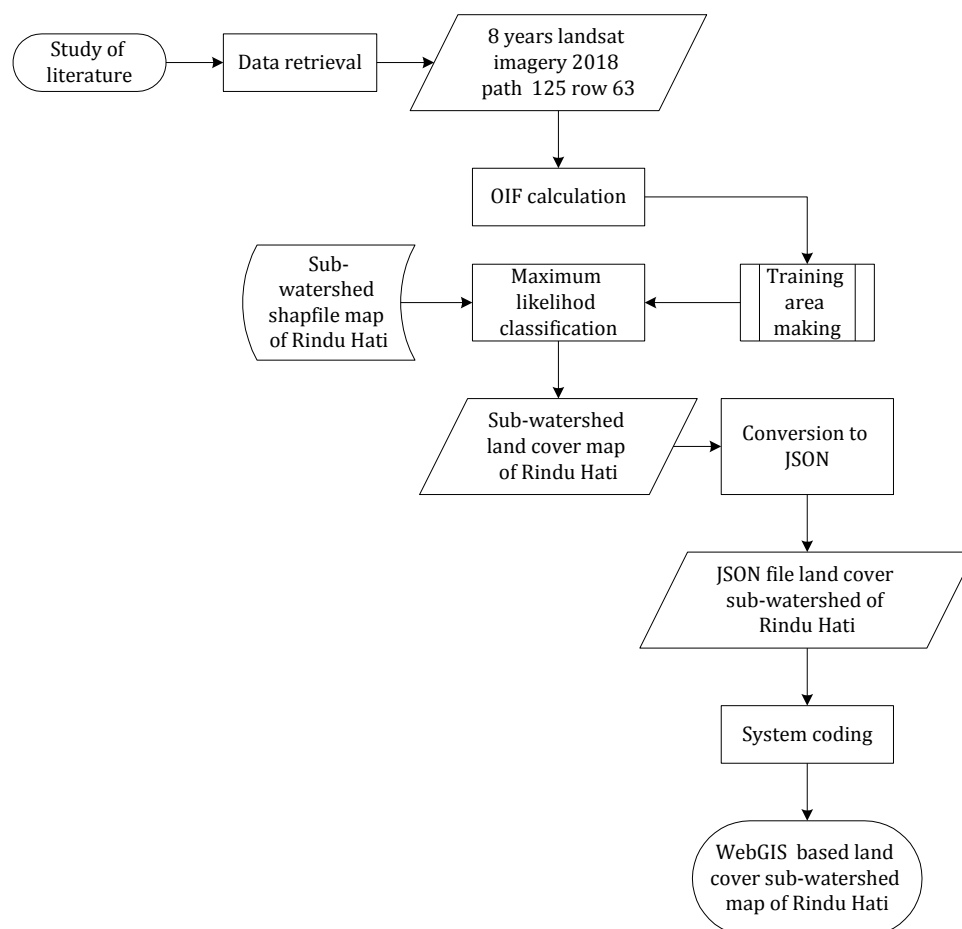 Study of
literature
Data retrieval
8 years landsat
imagery 2018
path 125 row 63
OIF calculation
Sub-
watershed
shapfile map
of Rindu Hati
Maximum
likelihod
classification
Training
area
making
Sub-watershed
land cover map
of Rindu Hati
Conversion to
JSON
JSON file land cover
sub-watershed of
Rindu Hati
System coding
WebGIS based land
cover sub-watershed
map of Rindu Hati